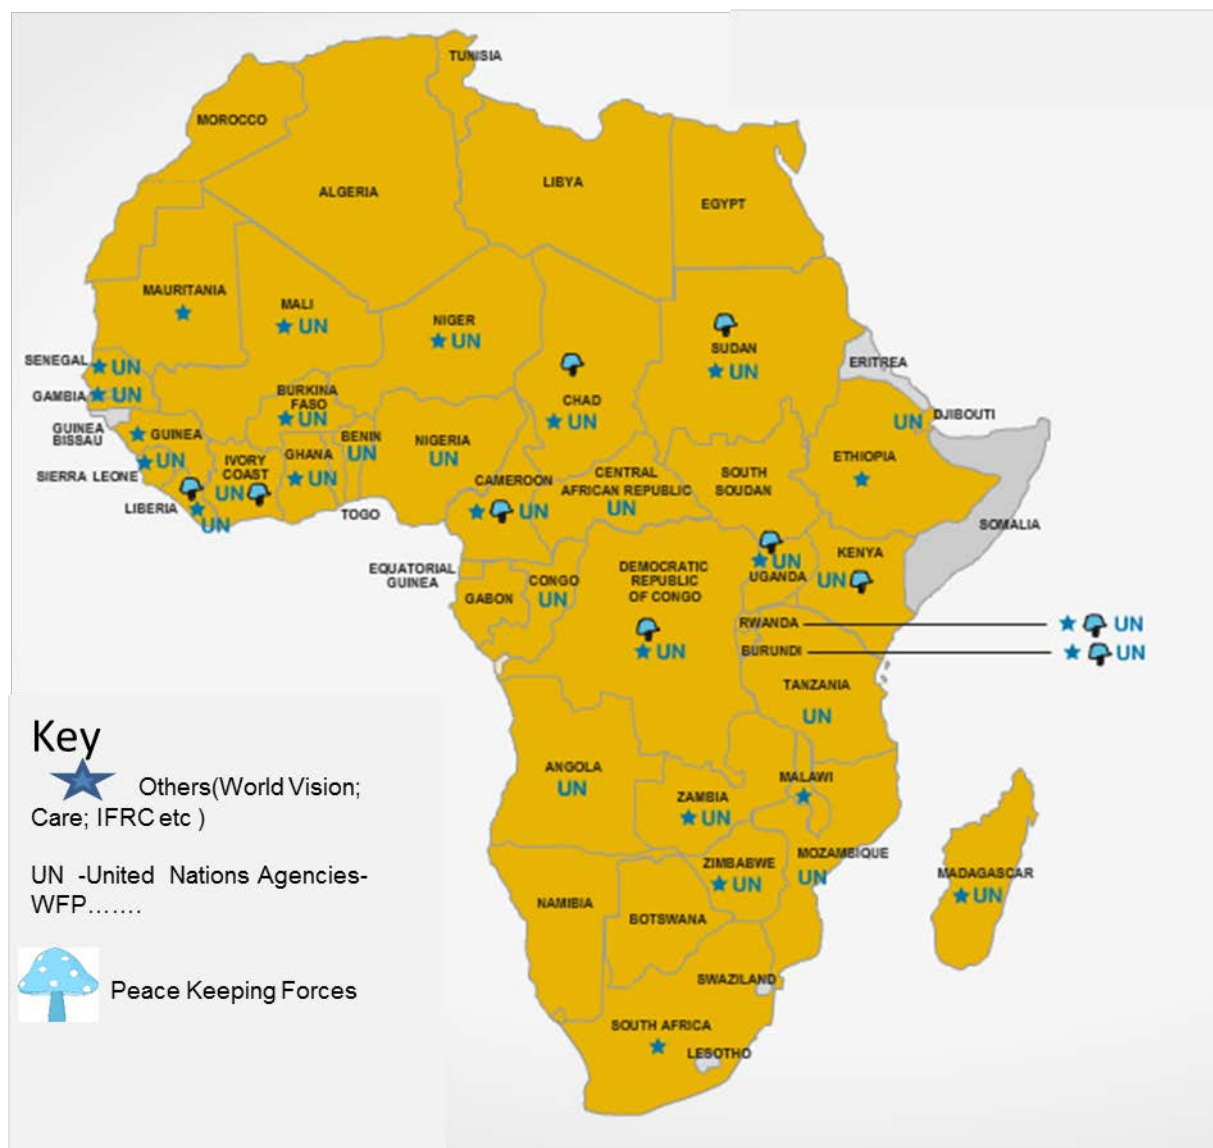 TUNISIA
MOROCCO
ALGERIA
LIBYA
EGYPT
MAURITANIA
MALI
UN
NIGER
UN
SUDAN
UN
ERITREA
SENEGAL
UN
GAMBIA
UN
BURKINA
FASO
UN
CHAD
UN
UN
DJIBOUTI
GUINEA
BISSAU
GUINEA
BENIN
UN
NIGERIA
UN
ETHIOPIA
SIERRA LEONE
UN
IVORY
COAST
UN
GHANA
UN
CAMEROON
UN
CENTRAL
AFRICAN REPUBLIC
UN
SOUTH
SOUDAN
LIBERIA
UN
TOGO
SOMALIA
EQUATORIAL
GUINEA
GABON
CONGO
UN
DEMOCRATIC
REPUBLIC
OF CONGO
UN
UN
UGANDA
KENYA
UN
RWANDA
UN
BURUNDI
UN
TANZANIA
UN
ANGOLA
UN
ZAMBIA
UN
MALAWI
ZIMBABWE
UN
MOZAMBIQUE
UN
MADAGASCAR
UN
NAMIBIA
BOTSWANA
SWAZILAND
SOUTH AFRICA
LESOTHO
Key
Others(World Vision;
Care; IFRC etc )
UN -United Nations Agencies-
WFP…….
Peace Keeping Forces